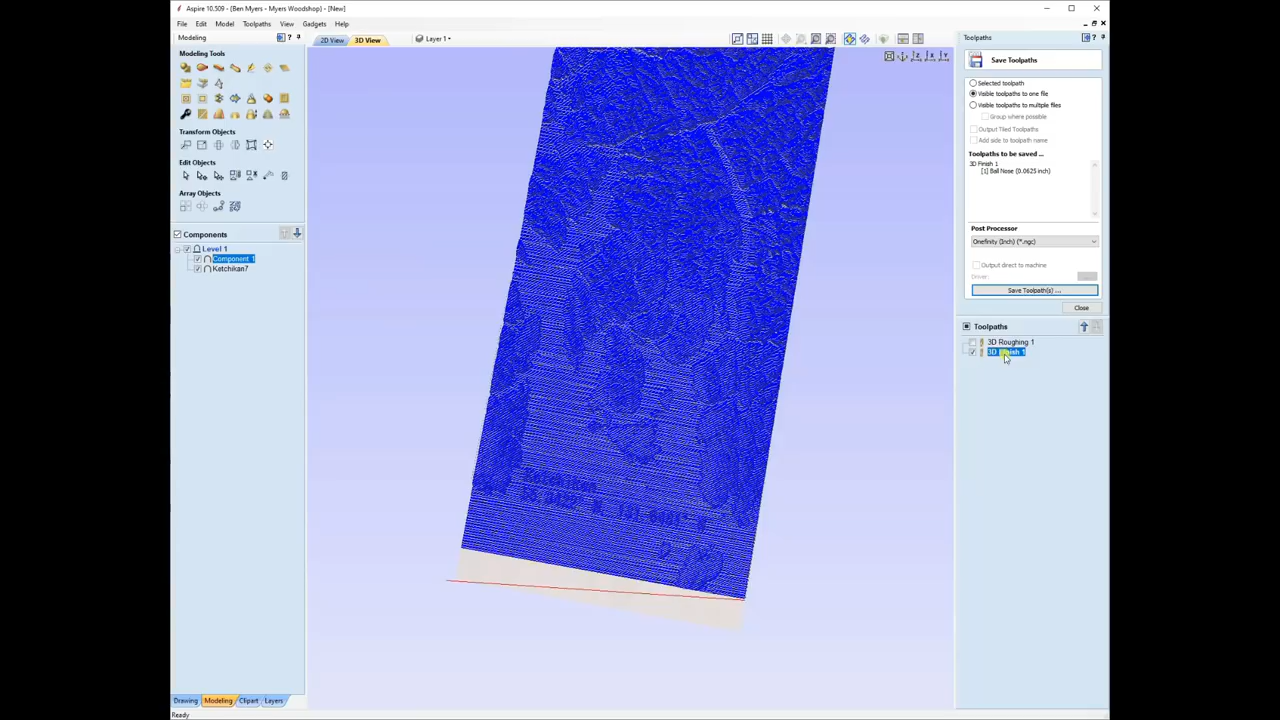 Aspire 10.509 - {Ben Myers - Myers Woodshop} - [New]
File Edit Model Toolpaths View Gadgets Help
Modeling
2D View 3D View Layer 1
Toolpaths
Modeling Tools
Transform Objects
Edit Objects
Array Objects
Components
Level 1
Component 1
Ketchikan7
Save Toolpaths
Selected toolpath
Visible toolpaths to one file
Visible toolpaths to multiple files
Group where possible
Output Tiled Toolpaths
Add side to toolpath name
Toolpaths to be saved ...
3D Finish 1
[1] Ball Nose (0.0625 inch)
Post Processor
Onefinity (Inch) (*.ngc)
Output direct to machine
Driver:
Save Toolpath(s) ...
Close
Toolpaths
3D Roughing 1
3D Finish 1
Drawing Modeling Clipart Layers
Ready